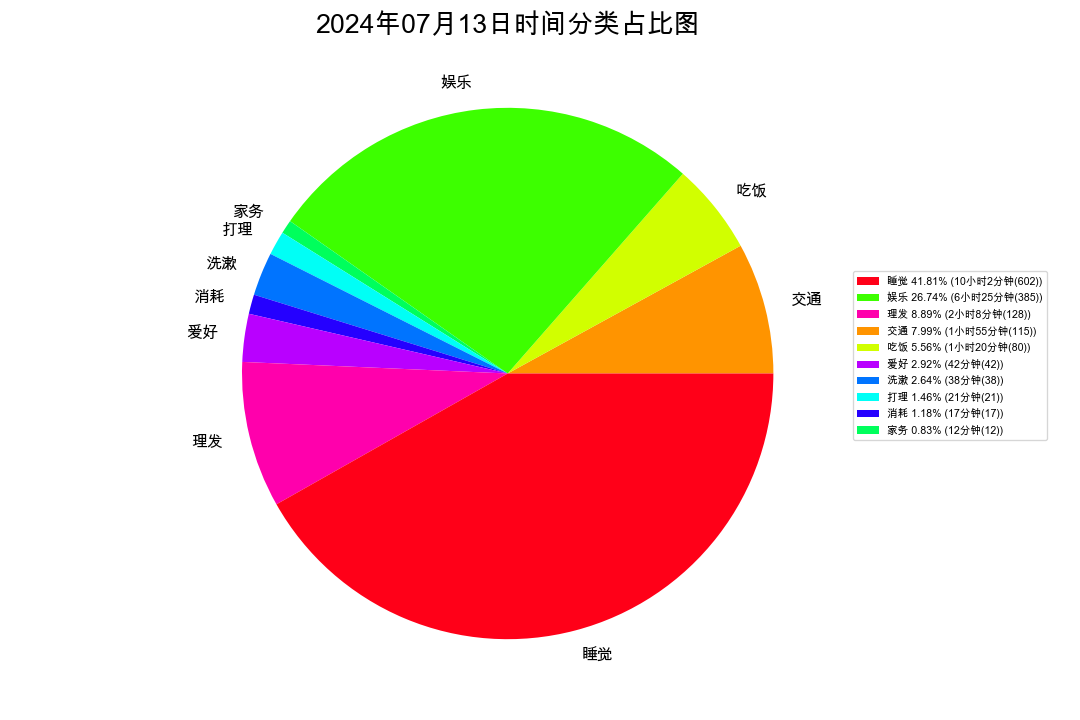 2024年07月13日时间分类占比图
娱乐
吃饭
家务
打理
洗漱
消耗
交通
爱好
理发
睡觉
睡觉 41.81% (10小时2分钟(602))
娱乐 26.74% (6小时25分钟(385))
理发 8.89% (2小时8分钟(128))
交通 7.99% (1小时55分钟(115))
吃饭 5.56% (1小时20分钟(80))
爱好 2.92% (42分钟(42))
洗漱 2.64% (38分钟(38))
打理 1.46% (21分钟(21))
消耗 1.18% (17分钟(17))
家务 0.83% (12分钟(12))